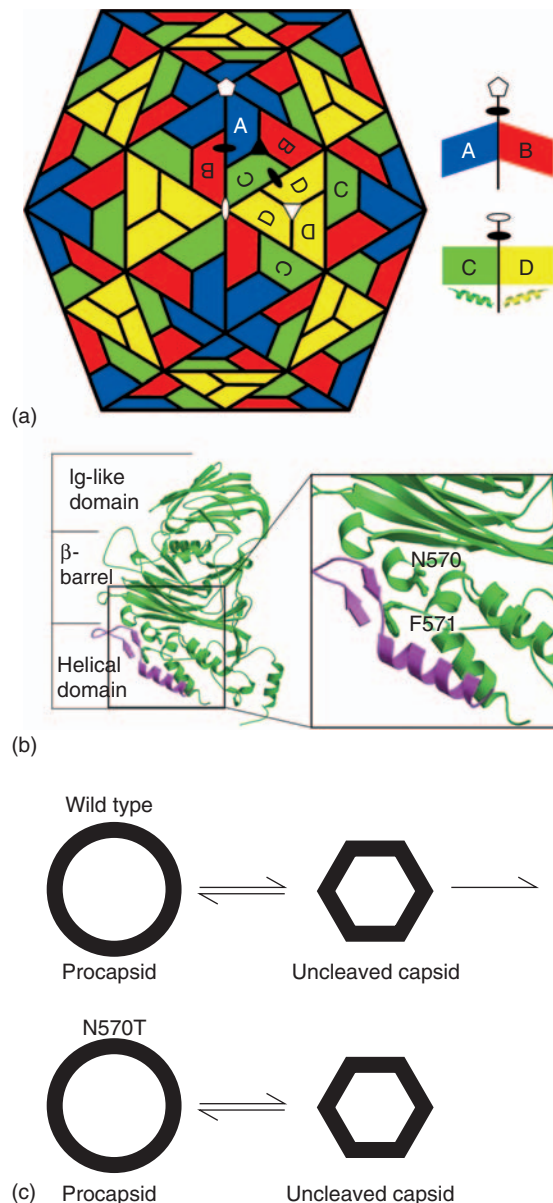 A
B
B
C
D
C
D
D
C
A B
C D
(a)
Ig-like
domain
β-
barrel
Helical
domain
N570
F571
(b)
Wild type
Procapsid Uncleaved capsid
N570T
Procapsid Uncleaved capsid
(c)